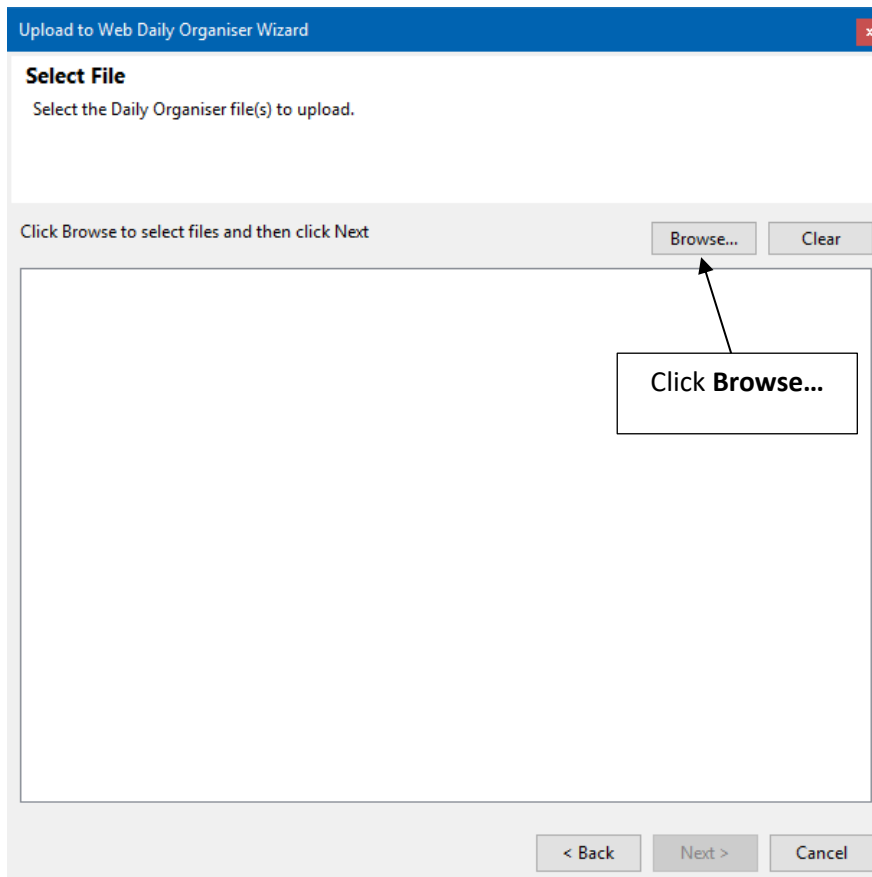 Upload to Web Daily Organiser Wizard
Select File
Select the Daily Organiser file(s) to upload.
Click Browse to select files and then click Next
Browse...
Clear
Click Browse…
< Back
Next >
Cancel